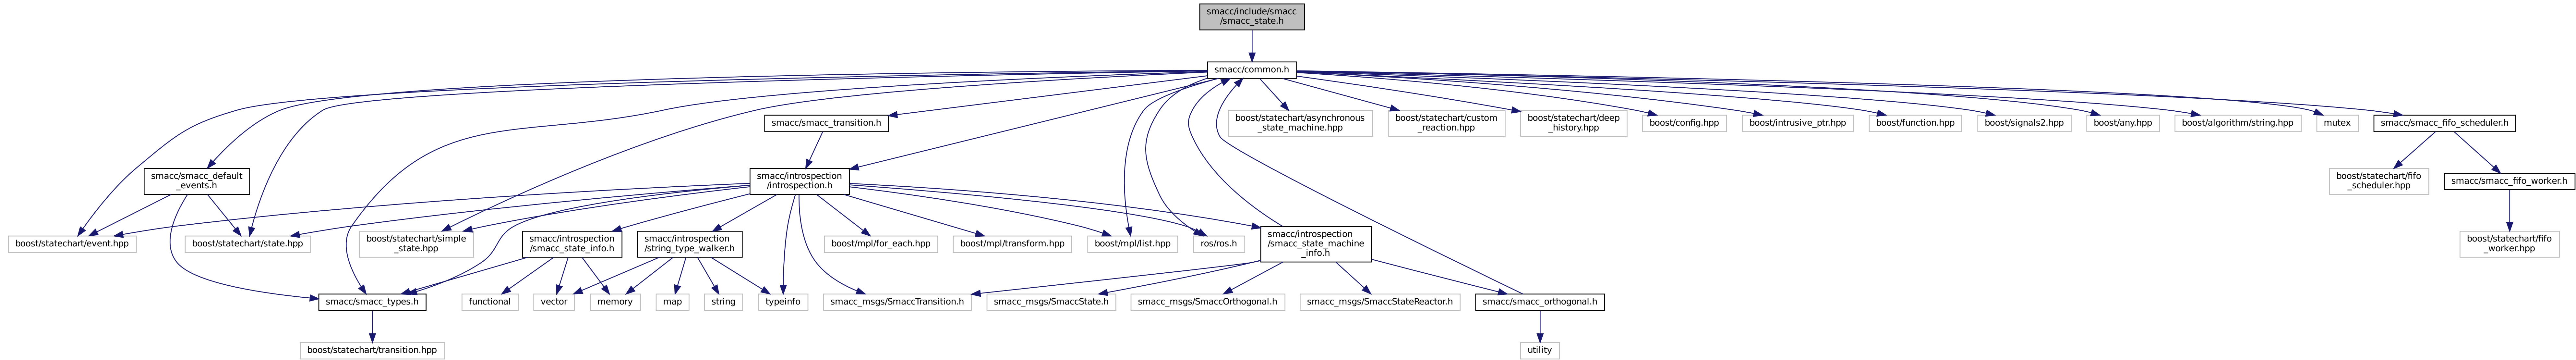 smacc/include/smacc
/smacc_state.h
smacc/common.h
smacc/smacc_transition.h
boost/statechart/asynchronous
_state_machine.hpp
boost/statechart/custom
_reaction.hpp
boost/statechart/deep
_history.hpp
boost/config.hpp
boost/intrusive_ptr.hpp
boost/function.hpp
boost/signals2.hpp
boost/any.hpp
boost/algorithm/string.hpp
mutex
smacc/smacc_fifo_scheduler.h
smacc/smacc_default
_events.h
smacc/introspection
/introspection.h
boost/statechart/fifo
_scheduler.hpp
smacc/smacc_fifo_worker.h
boost/statechart/event.hpp
boost/statechart/state.hpp
boost/statechart/simple
_state.hpp
smacc/introspection
/smacc_state_info.h
smacc/introspection
/string_type_walker.h
boost/mpl/for_each.hpp
boost/mpl/transform.hpp
boost/mpl/list.hpp
ros/ros.h
smacc/introspection
/smacc_state_machine
_info.h
boost/statechart/fifo
_worker.hpp
smacc/smacc_types.h
functional
vector
memory
map
string
typeinfo
smacc_msgs/SmaccTransition.h
smacc_msgs/SmaccState.h
smacc_msgs/SmaccOrthogonal.h
smacc_msgs/SmaccStateReactor.h
smacc/smacc_orthogonal.h
boost/statechart/transition.hpp
utility